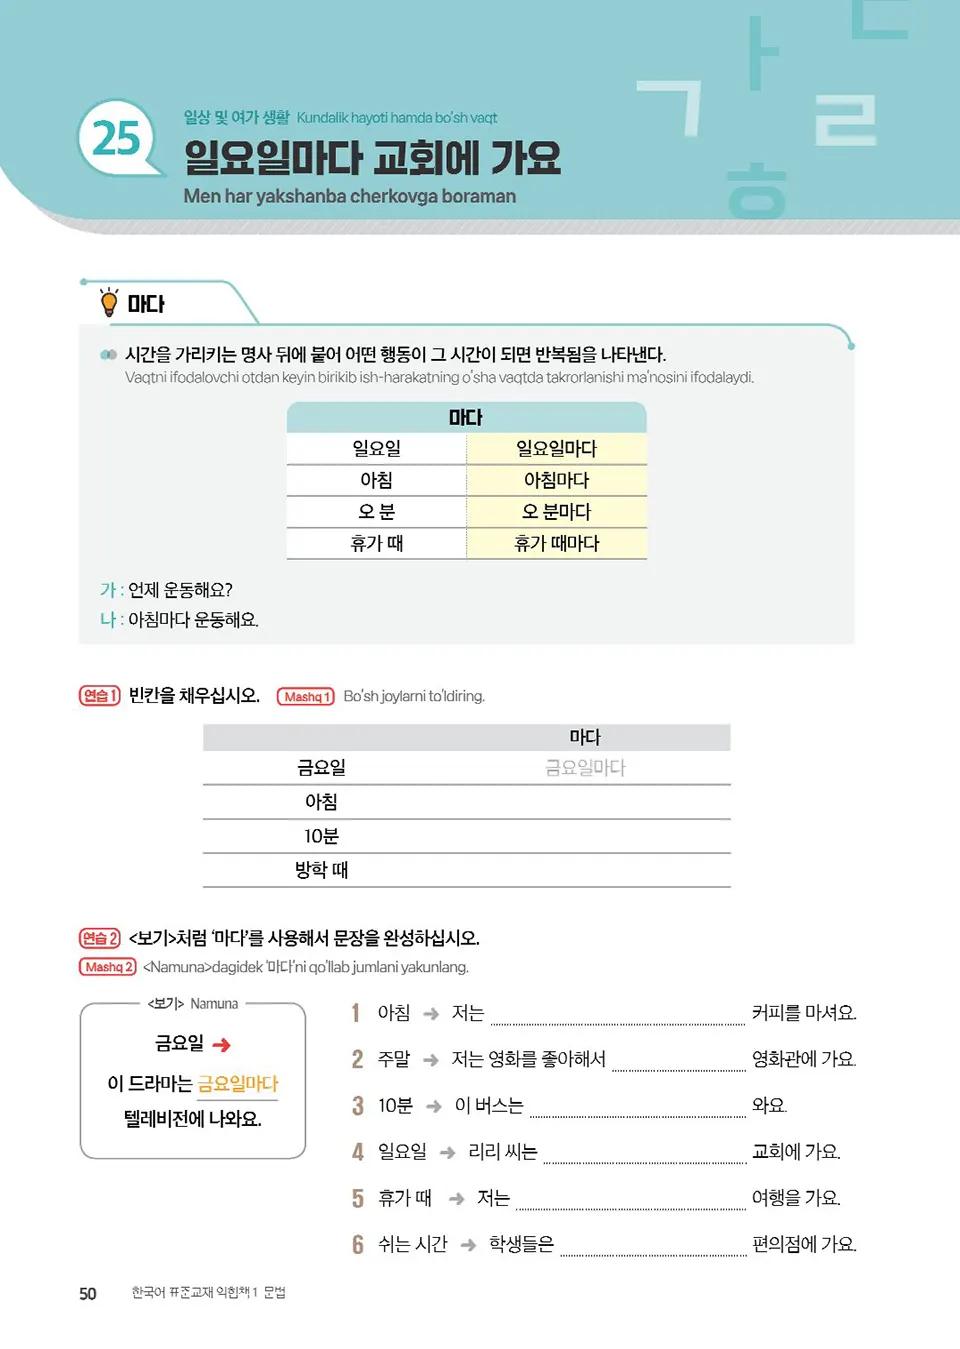 25
일상 및 여가 생활 Kundalik hayoti hamda bo'sh vaqt
일요일마다 교회에 가요
Men har yakshanba cherkovga boraman
가
ㄴ
ㄱ ㄹ
ㅎ
마다
시간을 가리키는 명사 뒤에 붙어 어떤 행동이 그 시간이 되면 반복됨을 나타낸다.
Vaqtni ifodalovchi otdan keyin birikib ish-harakatning o'sha vaqtda takrorlanishi ma'nosini ifodalaydi.
마다
일요일 일요일마다
아침 아침마다
오 분 오 분마다
휴가 때 휴가 때마다
가 : 언제 운동해요?
나 : 아침마다 운동해요.
연습 1 빈칸을 채우십시오. Mashq 1 Bo'sh joylarni to'ldiring.
마다
금요일 금요일마다
아침
10분
방학 때
연습 2 <보기>처럼 '마다'를 사용해서 문장을 완성하십시오.
Mashq 2 <Namuna>dagidek '마다'ni qo'llab jumlani yakunlang.
<보기> Namuna
금요일 ➔
이 드라마는 금요일마다
텔레비전에 나와요.
1 아침 ➔ 저는 커피를 마셔요.
2 주말 ➔ 저는 영화를 좋아해서 영화관에 가요.
3 10분 ➔ 이 버스는 와요.
4 일요일 ➔ 리리 씨는 교회에 가요.
5 휴가 때 ➔ 저는 여행을 가요.
6 쉬는 시간 ➔ 학생들은 편의점에 가요.
50 한국어 표준교재 익힘책 1 문법